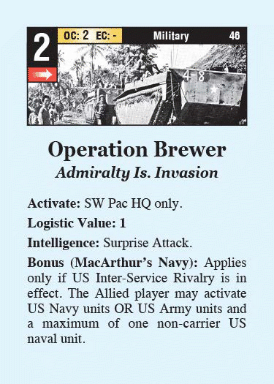 2
OC: 2 EC: - Military 46
Operation Brewer
Admiralty Is. Invasion
Activate: SW Pac HQ only.
Logistic Value: 1
Intelligence: Surprise Attack.
Bonus (MacArthur's Navy): Applies
only if US Inter-Service Rivalry is in
effect. The Allied player may activate
US Navy units OR US Army units and
a maximum of one non-carrier US
naval unit.